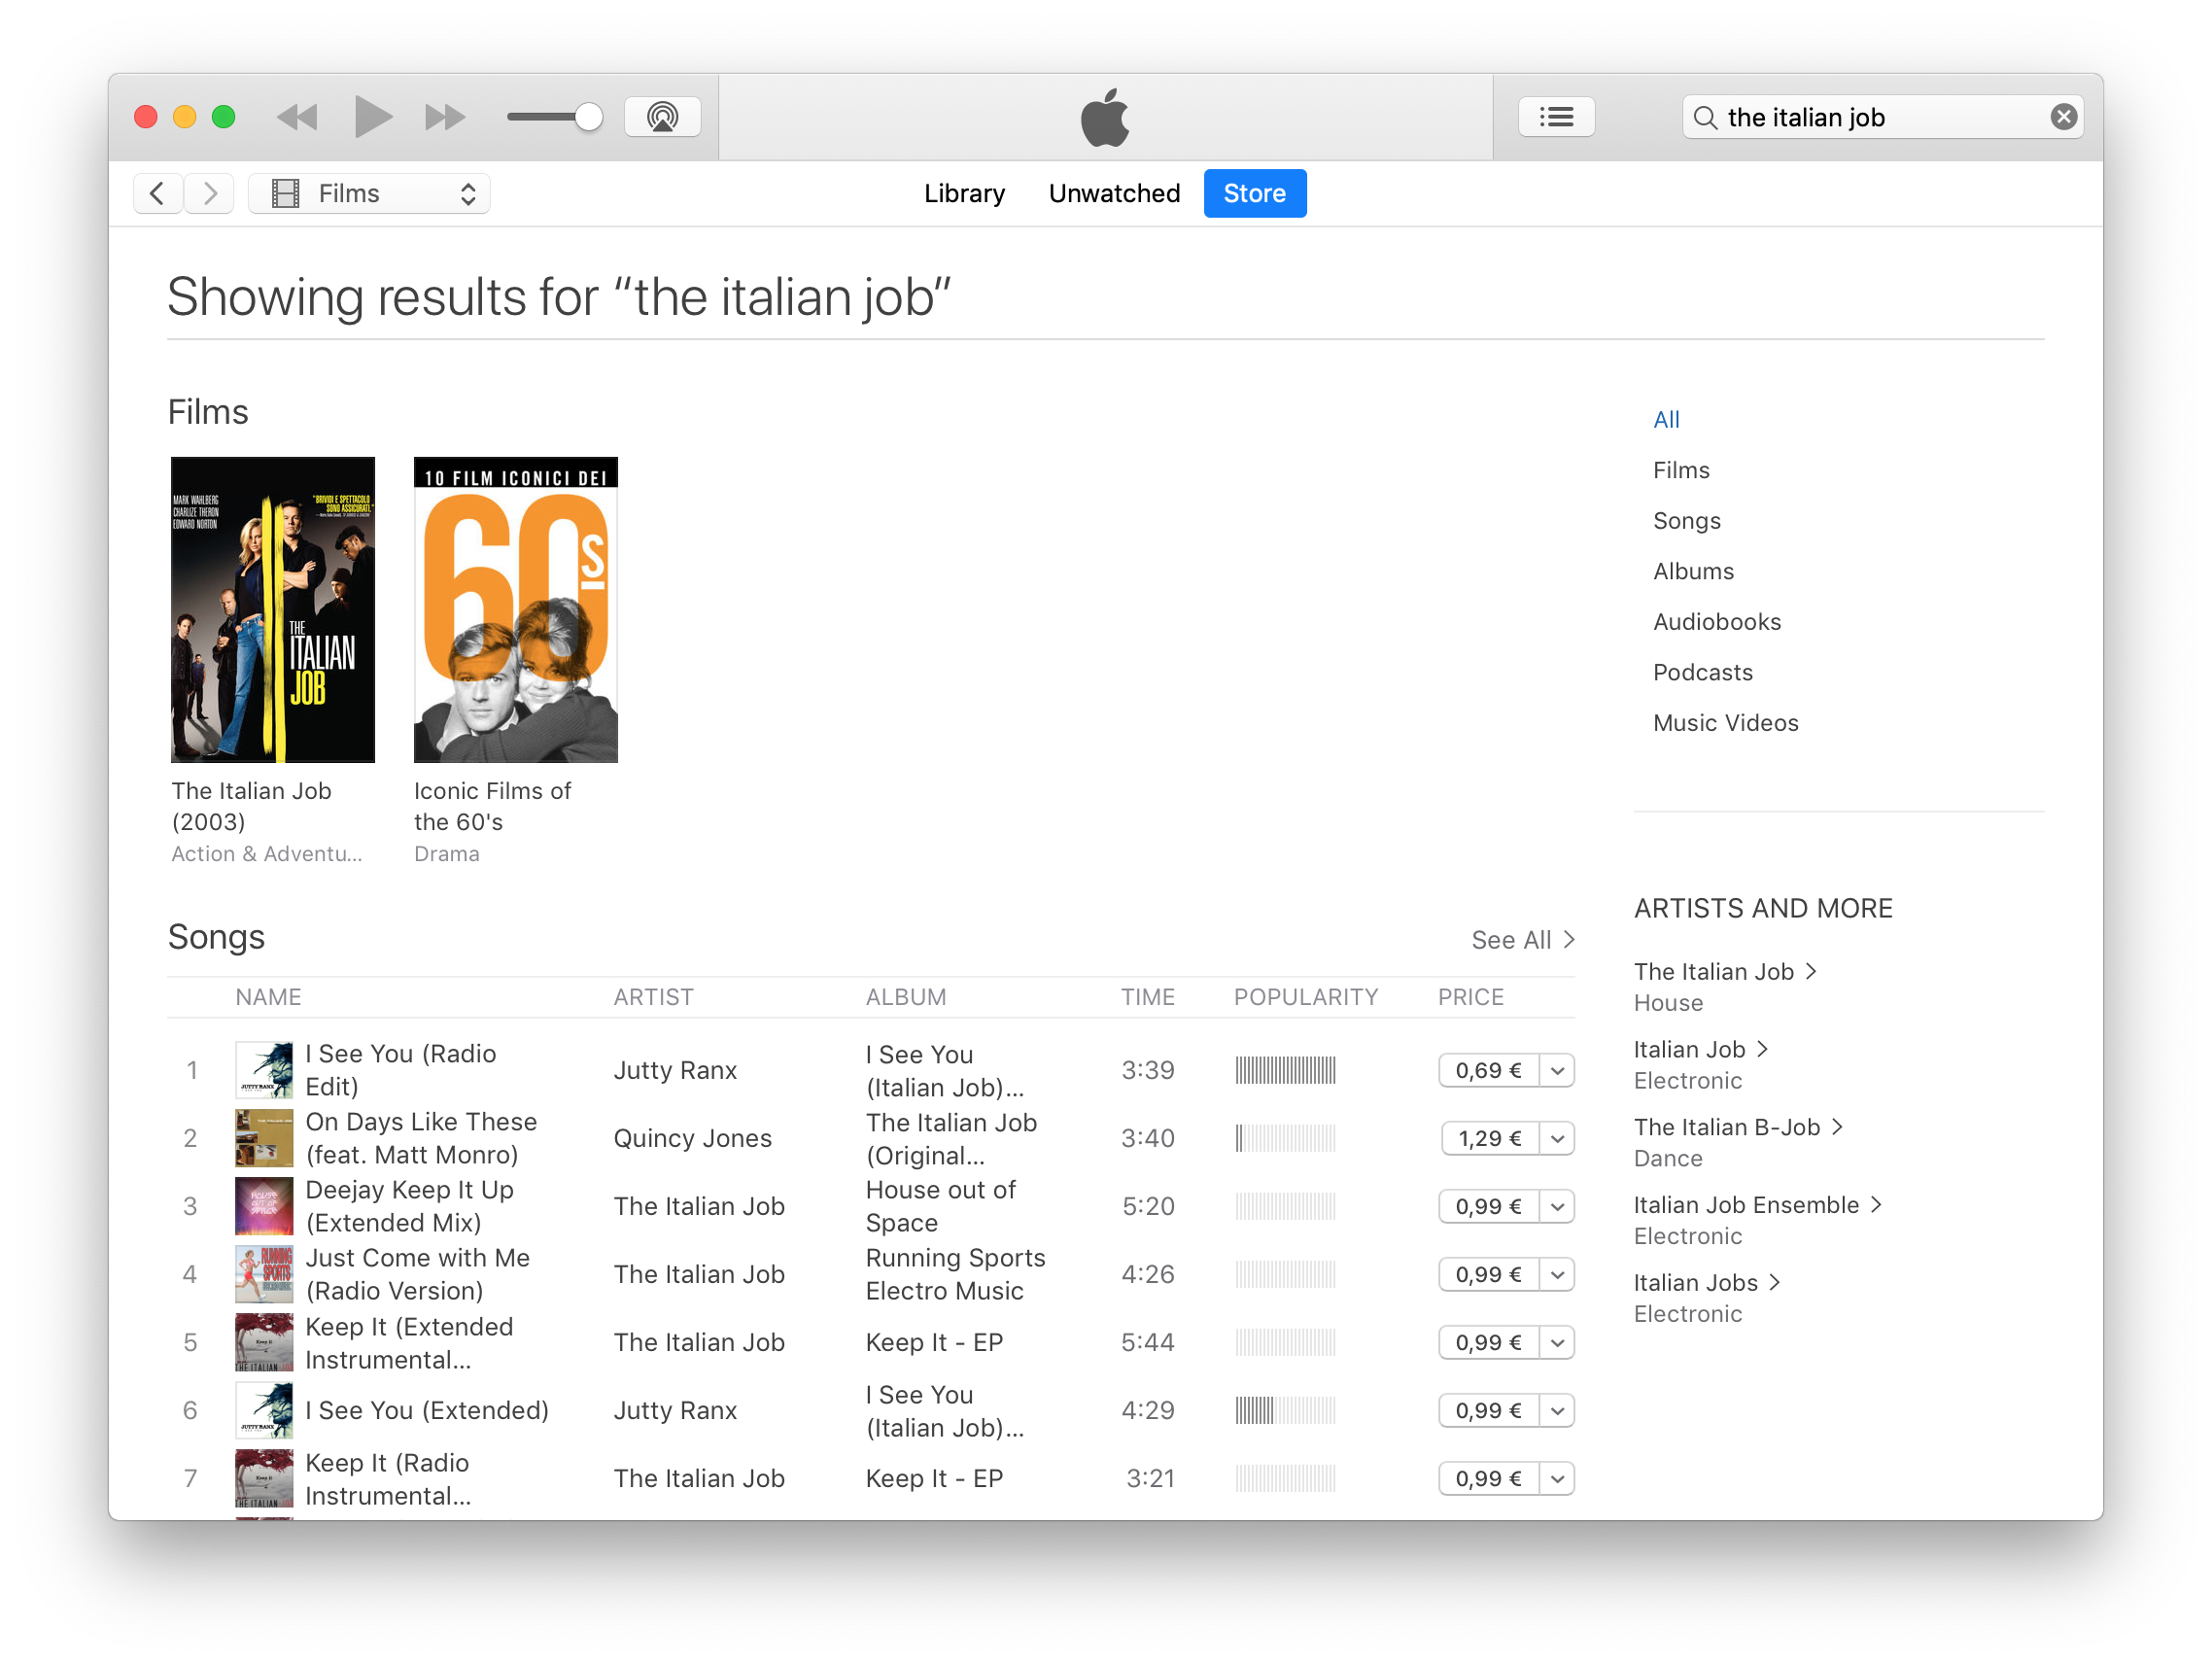 the italian job
Films
Library
Unwatched
Store
Showing results for “the italian job”
Films
MARK WAHLBERG
CHARLIZE THERON
EDWARD NORTON
"BRIVIDI E SPETTACOLO
SONO ASSICURATI."
THE
ITALIAN
JOB
The Italian Job
(2003)
Action & Adventu...
10 FILM ICONICI DEI
60s
Iconic Films of
the 60's
Drama
All
Films
Songs
Albums
Audiobooks
Podcasts
Music Videos
Songs
See All
NAME ARTIST ALBUM TIME POPULARITY PRICE
1 I See You (Radio
Edit) Jutty Ranx I See You
(Italian Job)... 3:39 0,69 €
2 On Days Like These
(feat. Matt Monro) Quincy Jones The Italian Job
(Original... 3:40 1,29 €
3 Deejay Keep It Up
(Extended Mix) The Italian Job House out of
Space 5:20 0,99 €
4 Just Come with Me
(Radio Version) The Italian Job Running Sports
Electro Music 4:26 0,99 €
5 Keep It (Extended
Instrumental... The Italian Job Keep It - EP 5:44 0,99 €
6 I See You (Extended) Jutty Ranx I See You
(Italian Job)... 4:29 0,99 €
7 Keep It (Radio
Instrumental... The Italian Job Keep It - EP 3:21 0,99 €
ARTISTS AND MORE
The Italian Job
House
Italian Job
Electronic
The Italian B-Job
Dance
Italian Job Ensemble
Electronic
Italian Jobs
Electronic